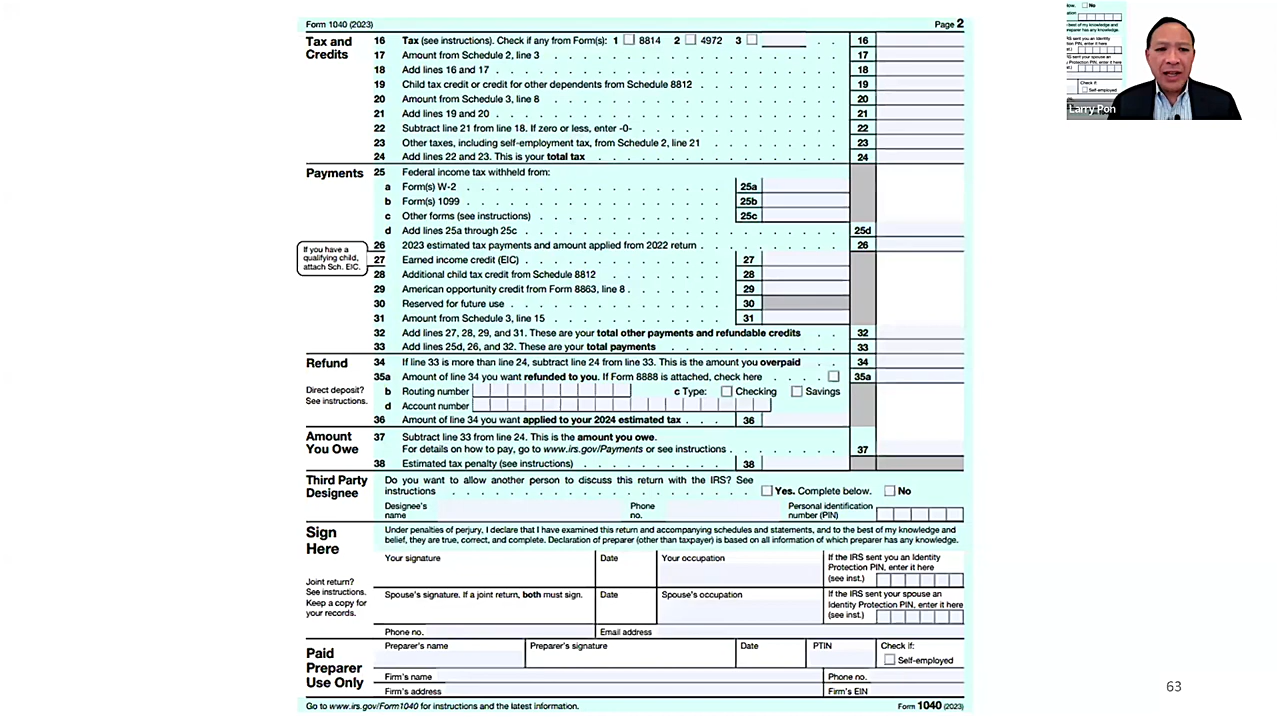 Form 1040 (2023) Page 2
Tax and Credits
16 Tax (see instructions). Check if any from Form(s): 1 8814 2 4972 3 . . 16
17 Amount from Schedule 2, line 3 17
18 Add lines 16 and 17 18
19 Child tax credit or credit for other dependents from Schedule 8812 19
20 Amount from Schedule 3, line 8 20
21 Add lines 19 and 20 21
22 Subtract line 21 from line 18. If zero or less, enter -0- 22
23 Other taxes, including self-employment tax, from Schedule 2, line 21 23
24 Add lines 22 and 23. This is your total tax 24
Payments
25 Federal income tax withheld from:
a Form(s) W-2 25a
b Form(s) 1099 25b
c Other forms (see instructions) 25c
d Add lines 25a through 25c 25d
If you have a
qualifying child,
attach Sch. EIC.
26 2023 estimated tax payments and amount applied from 2022 return 26
27 Earned income credit (EIC) 27
28 Additional child tax credit from Schedule 8812 28
29 American opportunity credit from Form 8863, line 8 29
30 Reserved for future use 30
31 Amount from Schedule 3, line 15 31
32 Add lines 27, 28, 29, and 31. These are your total other payments and refundable credits 32
33 Add lines 25d, 26, and 32. These are your total payments 33
Refund
34 If line 33 is more than line 24, subtract line 24 from line 33. This is the amount you overpaid 34
35a Amount of line 34 you want refunded to you. If Form 8888 is attached, check here 35a
Direct deposit?
See instructions.
b Routing number c Type: Checking Savings
d Account number
36 Amount of line 34 you want applied to your 2024 estimated tax 36
Amount
You Owe
37 Subtract line 33 from line 24. This is the amount you owe.
For details on how to pay, go to www.irs.gov/Payments or see instructions 37
38 Estimated tax penalty (see instructions) 38
Third Party
Designee
Do you want to allow another person to discuss this return with the IRS? See
instructions Yes. Complete below. No
Designee's
name
Phone
no.
Personal identification
number (PIN)
Sign
Here
Under penalties of perjury, I declare that I have examined this return and accompanying schedules and statements, and to the best of my knowledge and
belief, they are true, correct, and complete. Declaration of preparer (other than taxpayer) is based on all information of which preparer has any knowledge.
Joint return?
See instructions.
Keep a copy for
your records.
Your signature Date Your occupation
If the IRS sent you an Identity
Protection PIN, enter it here
(see inst.)
Spouse's signature. If a joint return, both must sign. Date Spouse's occupation
If the IRS sent your spouse an
Identity Protection PIN, enter it here
(see inst.)
Phone no. Email address
Paid
Preparer
Use Only
Preparer's name Preparer's signature Date PTIN Check if:
Self-employed
Firm's name Phone no.
Firm's address Firm's EIN
Go to www.irs.gov/Form1040 for instructions and the latest information. Form 1040 (2023)
63
Larry Pon